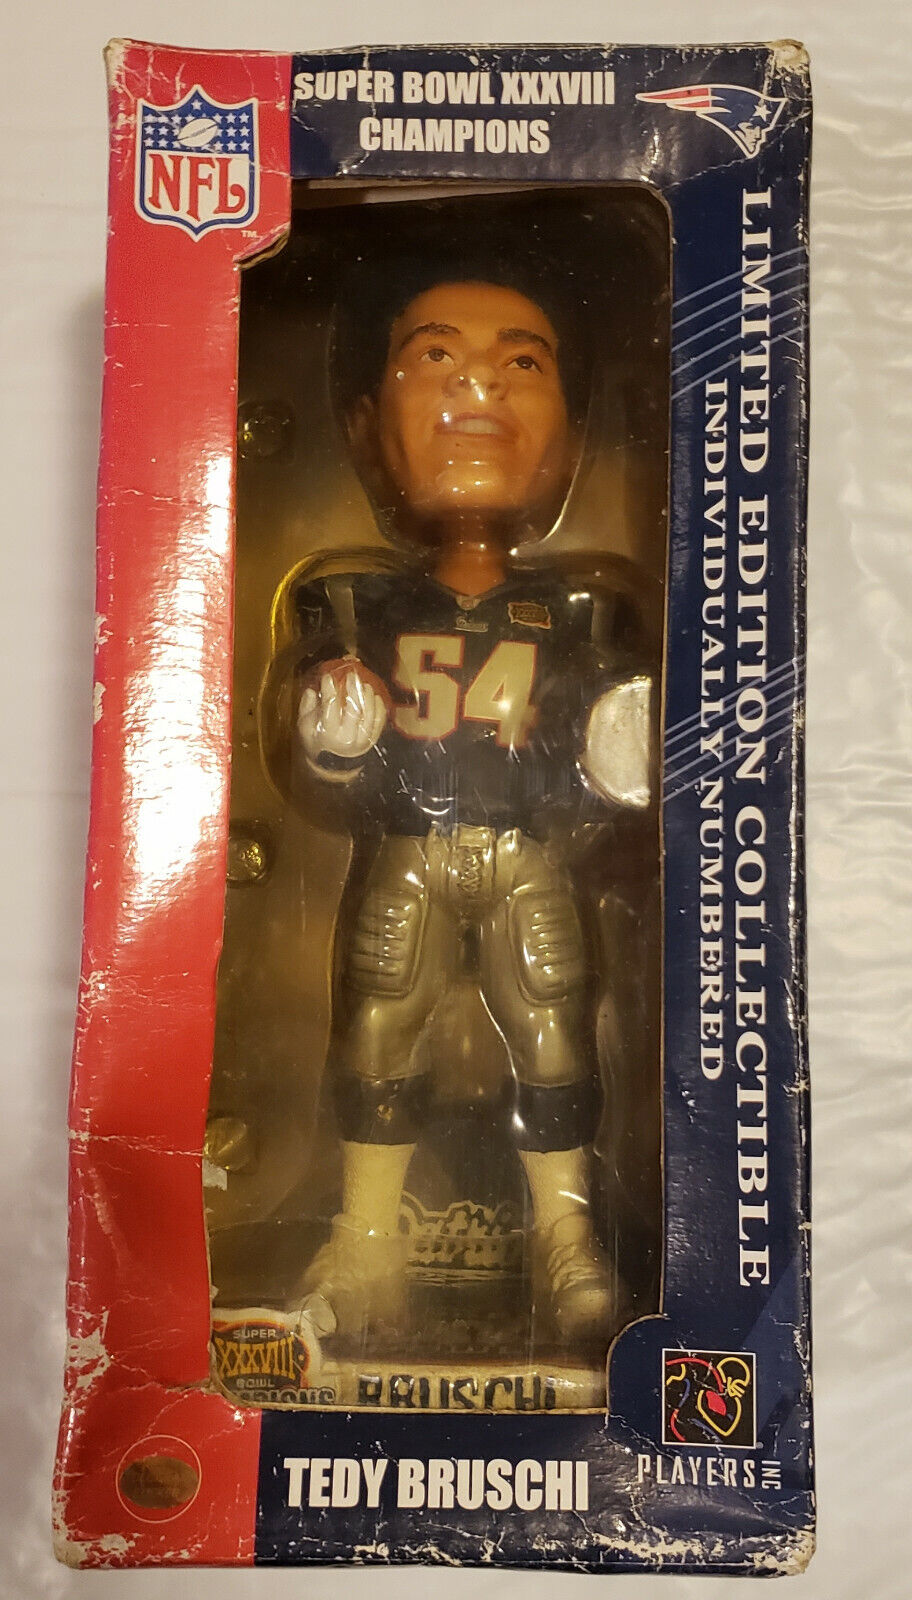 SUPER BOWL XXXVIII
CHAMPIONS
NFL
TM
LIMITED EDITION COLLECTIBLE
INDIVIDUALLY NUMBERED
54
SUPER
XXXVIII
BOWL
BRUSCHI
TEDY BRUSCHI
PLAYERS INC